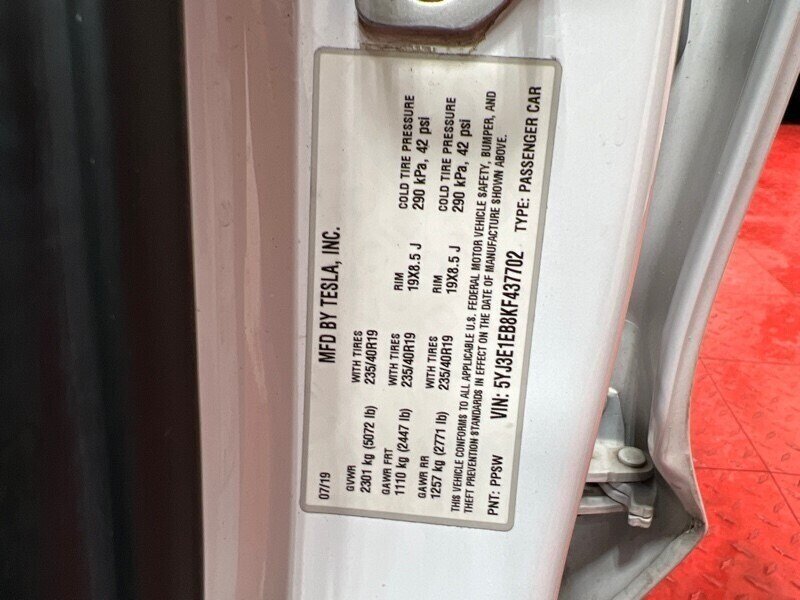 MFD BY TESLA, INC.
07/19
GVWR
2301 kg (5072 lb)
WITH TIRES
235/40R19
RIM
19X8.5 J
COLD TIRE PRESSURE
290 kPa, 42 psi
GAWR FRT
1110 kg (2447 lb)
WITH TIRES
235/40R19
GAWR RR
1257 kg (2771 lb)
WITH TIRES
235/40R19
RIM
19X8.5 J
COLD TIRE PRESSURE
290 kPa, 42 psi
THIS VEHICLE CONFORMS TO ALL APPLICABLE U.S. FEDERAL MOTOR VEHICLE SAFETY, BUMPER, AND
THEFT PREVENTION STANDARDS IN EFFECT ON THE DATE OF MANUFACTURE SHOWN ABOVE.
PNT: PPSW
VIN: 5YJ3E1EB8KF437702
TYPE: PASSENGER CAR